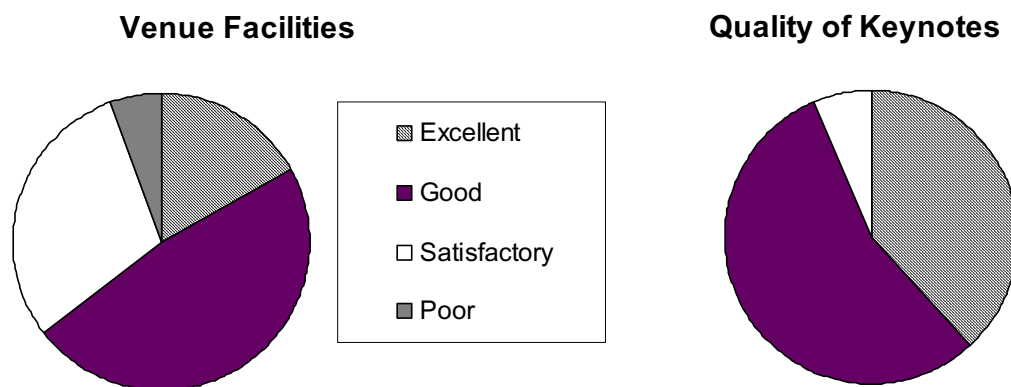 Venue Facilities
Quality of Keynotes
Excellent
Good
Satisfactory
Poor